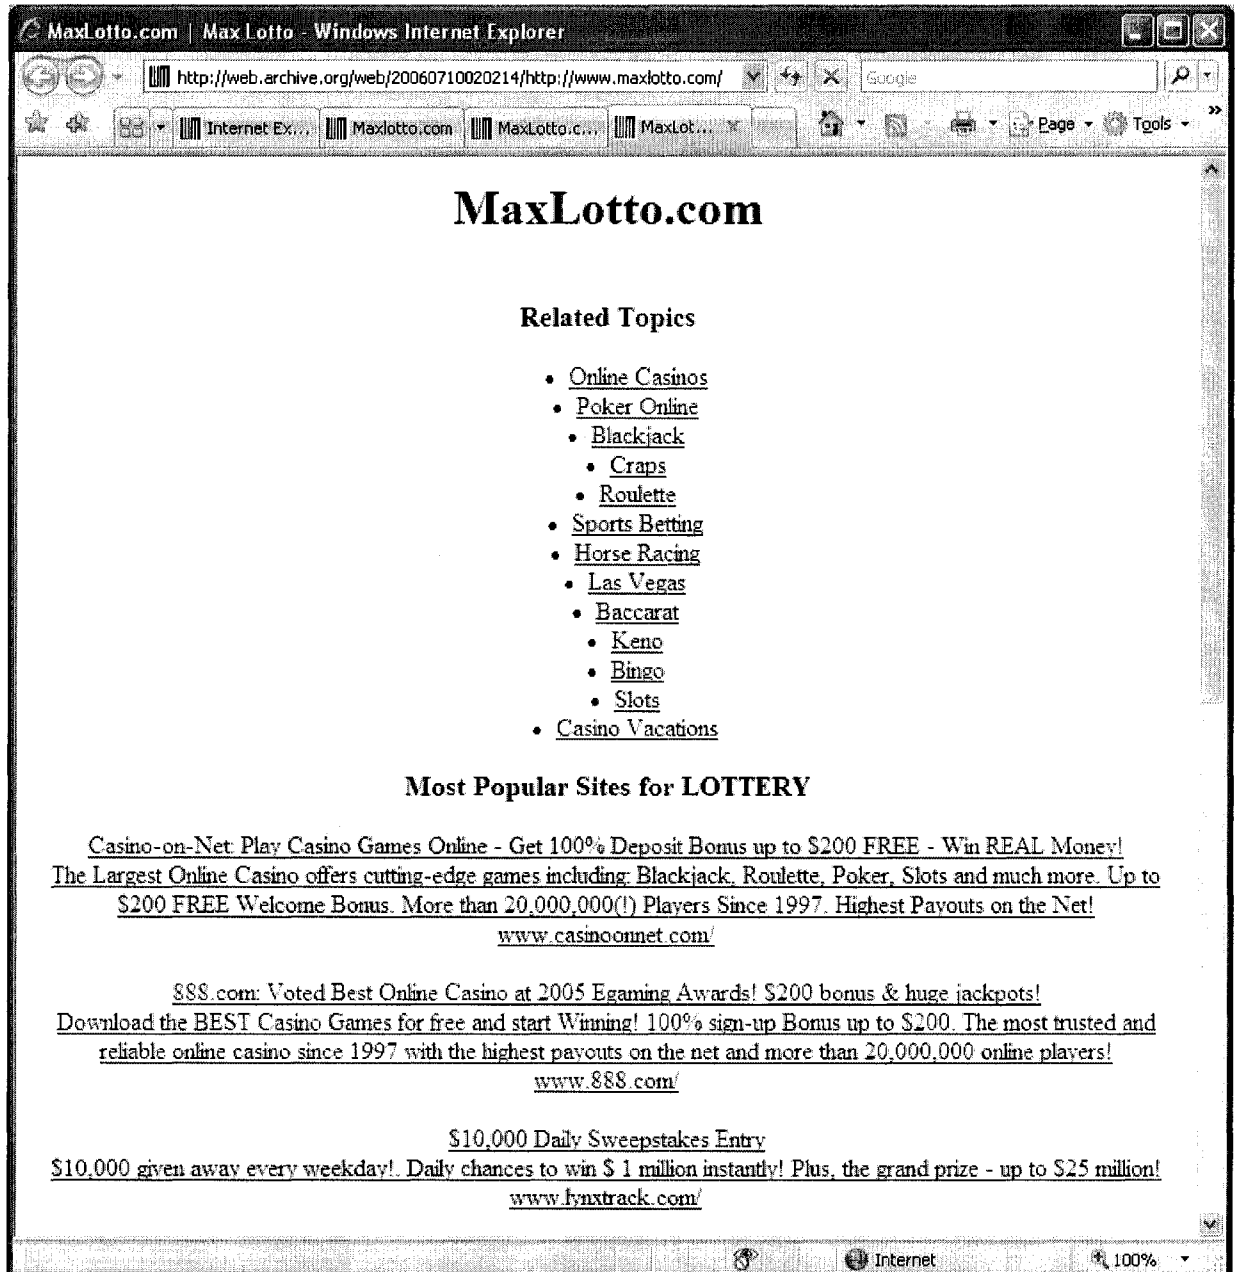 MaxLotto.com | Max Lotto - Windows Internet Explorer
http://web.archive.org/web/20060710020214/http://www.maxlotto.com/
Google
Internet Ex... Maxlotto.com MaxLotto.c... MaxLot... Page Tools »
MaxLotto.com
Related Topics
• Online Casinos
• Poker Online
• Blackjack
• Craps
• Roulette
• Sports Betting
• Horse Racing
• Las Vegas
• Baccarat
• Keno
• Bingo
• Slots
• Casino Vacations
Most Popular Sites for LOTTERY
Casino-on-Net: Play Casino Games Online - Get 100% Deposit Bonus up to $200 FREE - Win REAL Money!
The Largest Online Casino offers cutting-edge games including: Blackjack, Roulette, Poker, Slots and much more. Up to
$200 FREE Welcome Bonus. More than 20,000,000(!) Players Since 1997. Highest Payouts on the Net!
www.casinoonnet.com/
888.com: Voted Best Online Casino at 2005 Egaming Awards! $200 bonus & huge jackpots!
Download the BEST Casino Games for free and start Winning! 100% sign-up Bonus up to $200. The most trusted and
reliable online casino since 1997 with the highest payouts on the net and more than 20,000,000 online players!
www.888.com/
$10,000 Daily Sweepstakes Entry
$10,000 given away every weekday!. Daily chances to win $ 1 million instantly! Plus, the grand prize - up to $25 million!
www.lynxtrack.com/
Internet 100%